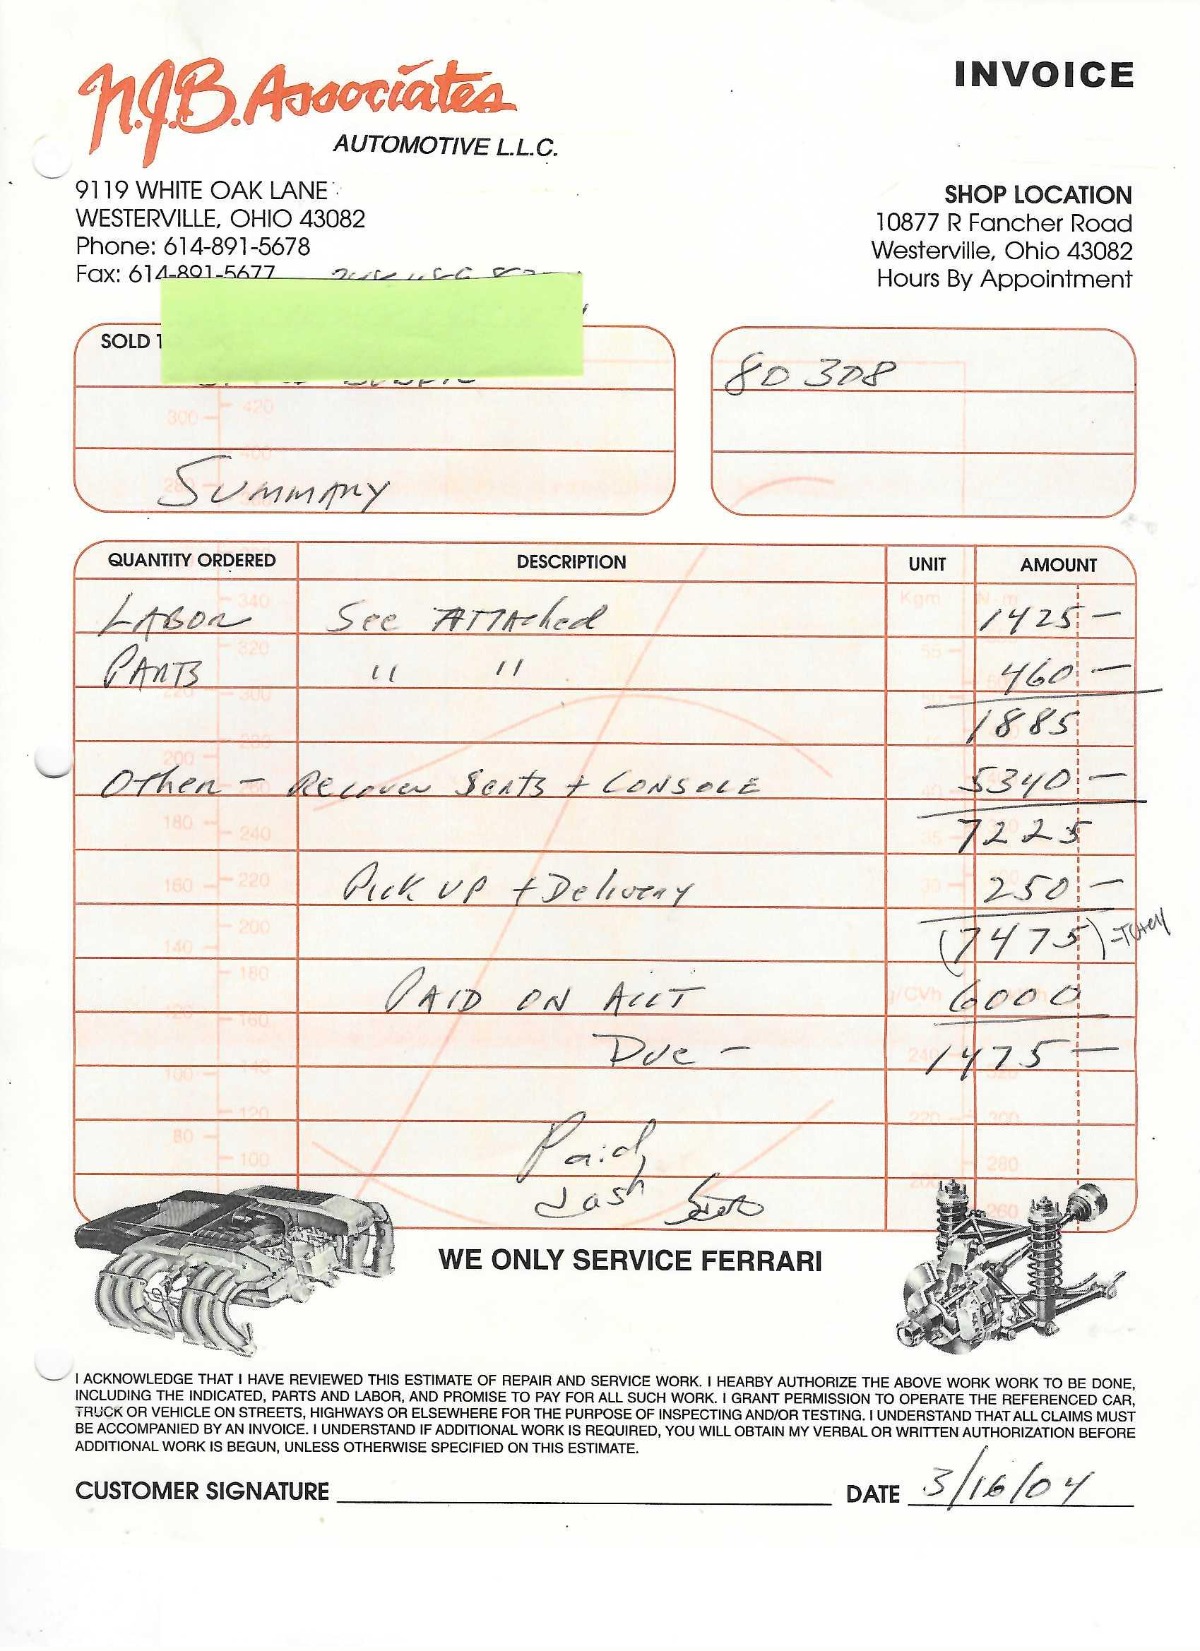 N.J.B. Associates
AUTOMOTIVE L.L.C.
INVOICE
9119 WHITE OAK LANE
WESTERVILLE, OHIO 43082
Phone: 614-891-5678
Fax: 614-891-5677
SHOP LOCATION
10877 R Fancher Road
Westerville, Ohio 43082
Hours By Appointment
SOLD
80 308
SUMMARY
QUANTITY ORDERED DESCRIPTION UNIT AMOUNT
LABOR See ATTAched 1425 —
PARTS " " 460 —
1885
Other — Recover Seats + CONSOLE 5340 —
7225
Pick UP + Delivery 250 —
(7475) = Total
PAID ON ACCT 6000
Due — 1475 —
Paid
WE ONLY SERVICE FERRARI
I ACKNOWLEDGE THAT I HAVE REVIEWED THIS ESTIMATE OF REPAIR AND SERVICE WORK. I HEARBY AUTHORIZE THE ABOVE WORK WORK TO BE DONE,
INCLUDING THE INDICATED, PARTS AND LABOR, AND PROMISE TO PAY FOR ALL SUCH WORK. I GRANT PERMISSION TO OPERATE THE REFERENCED CAR,
TRUCK OR VEHICLE ON STREETS, HIGHWAYS OR ELSEWHERE FOR THE PURPOSE OF INSPECTING AND/OR TESTING. I UNDERSTAND THAT ALL CLAIMS MUST
BE ACCOMPANIED BY AN INVOICE. I UNDERSTAND IF ADDITIONAL WORK IS REQUIRED, YOU WILL OBTAIN MY VERBAL OR WRITTEN AUTHORIZATION BEFORE
ADDITIONAL WORK IS BEGUN, UNLESS OTHERWISE SPECIFIED ON THIS ESTIMATE.
CUSTOMER SIGNATURE DATE 3/16/04